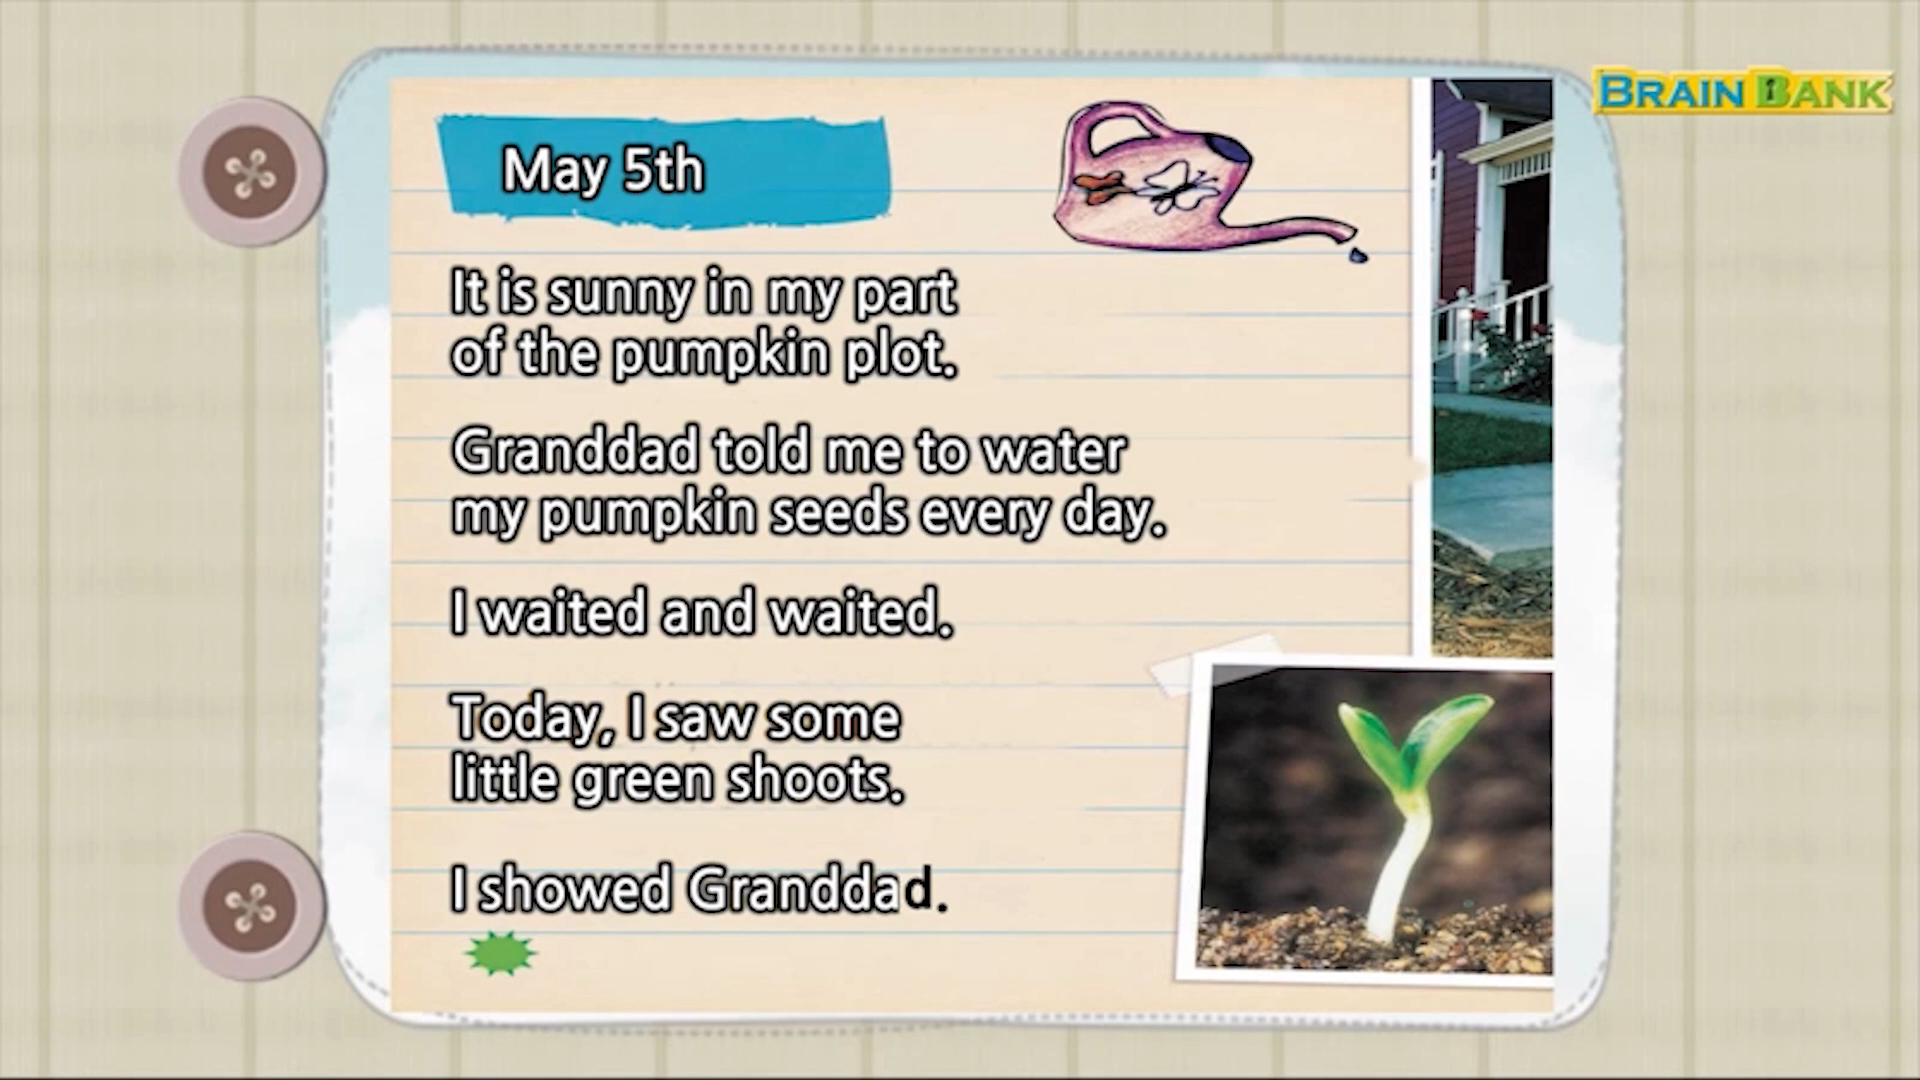 BRAIN BANK
May 5th
It is sunny in my part
of the pumpkin plot.
Granddad told me to water
my pumpkin seeds every day.
I waited and waited.
Today, I saw some
little green shoots.
I showed Granddad.